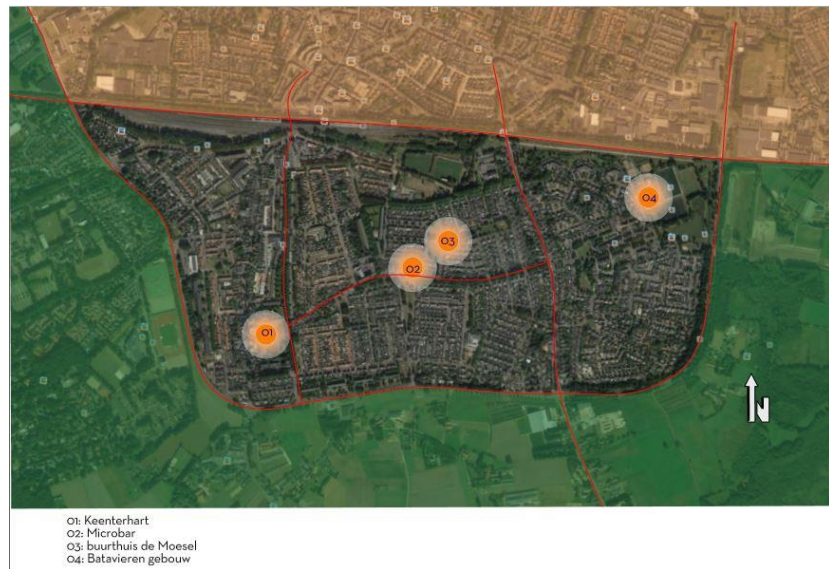 04
03
02
01
N
01: Keenterhart
02: Microbar
03: buurthuis de Moesel
04: Batavieren gebouw